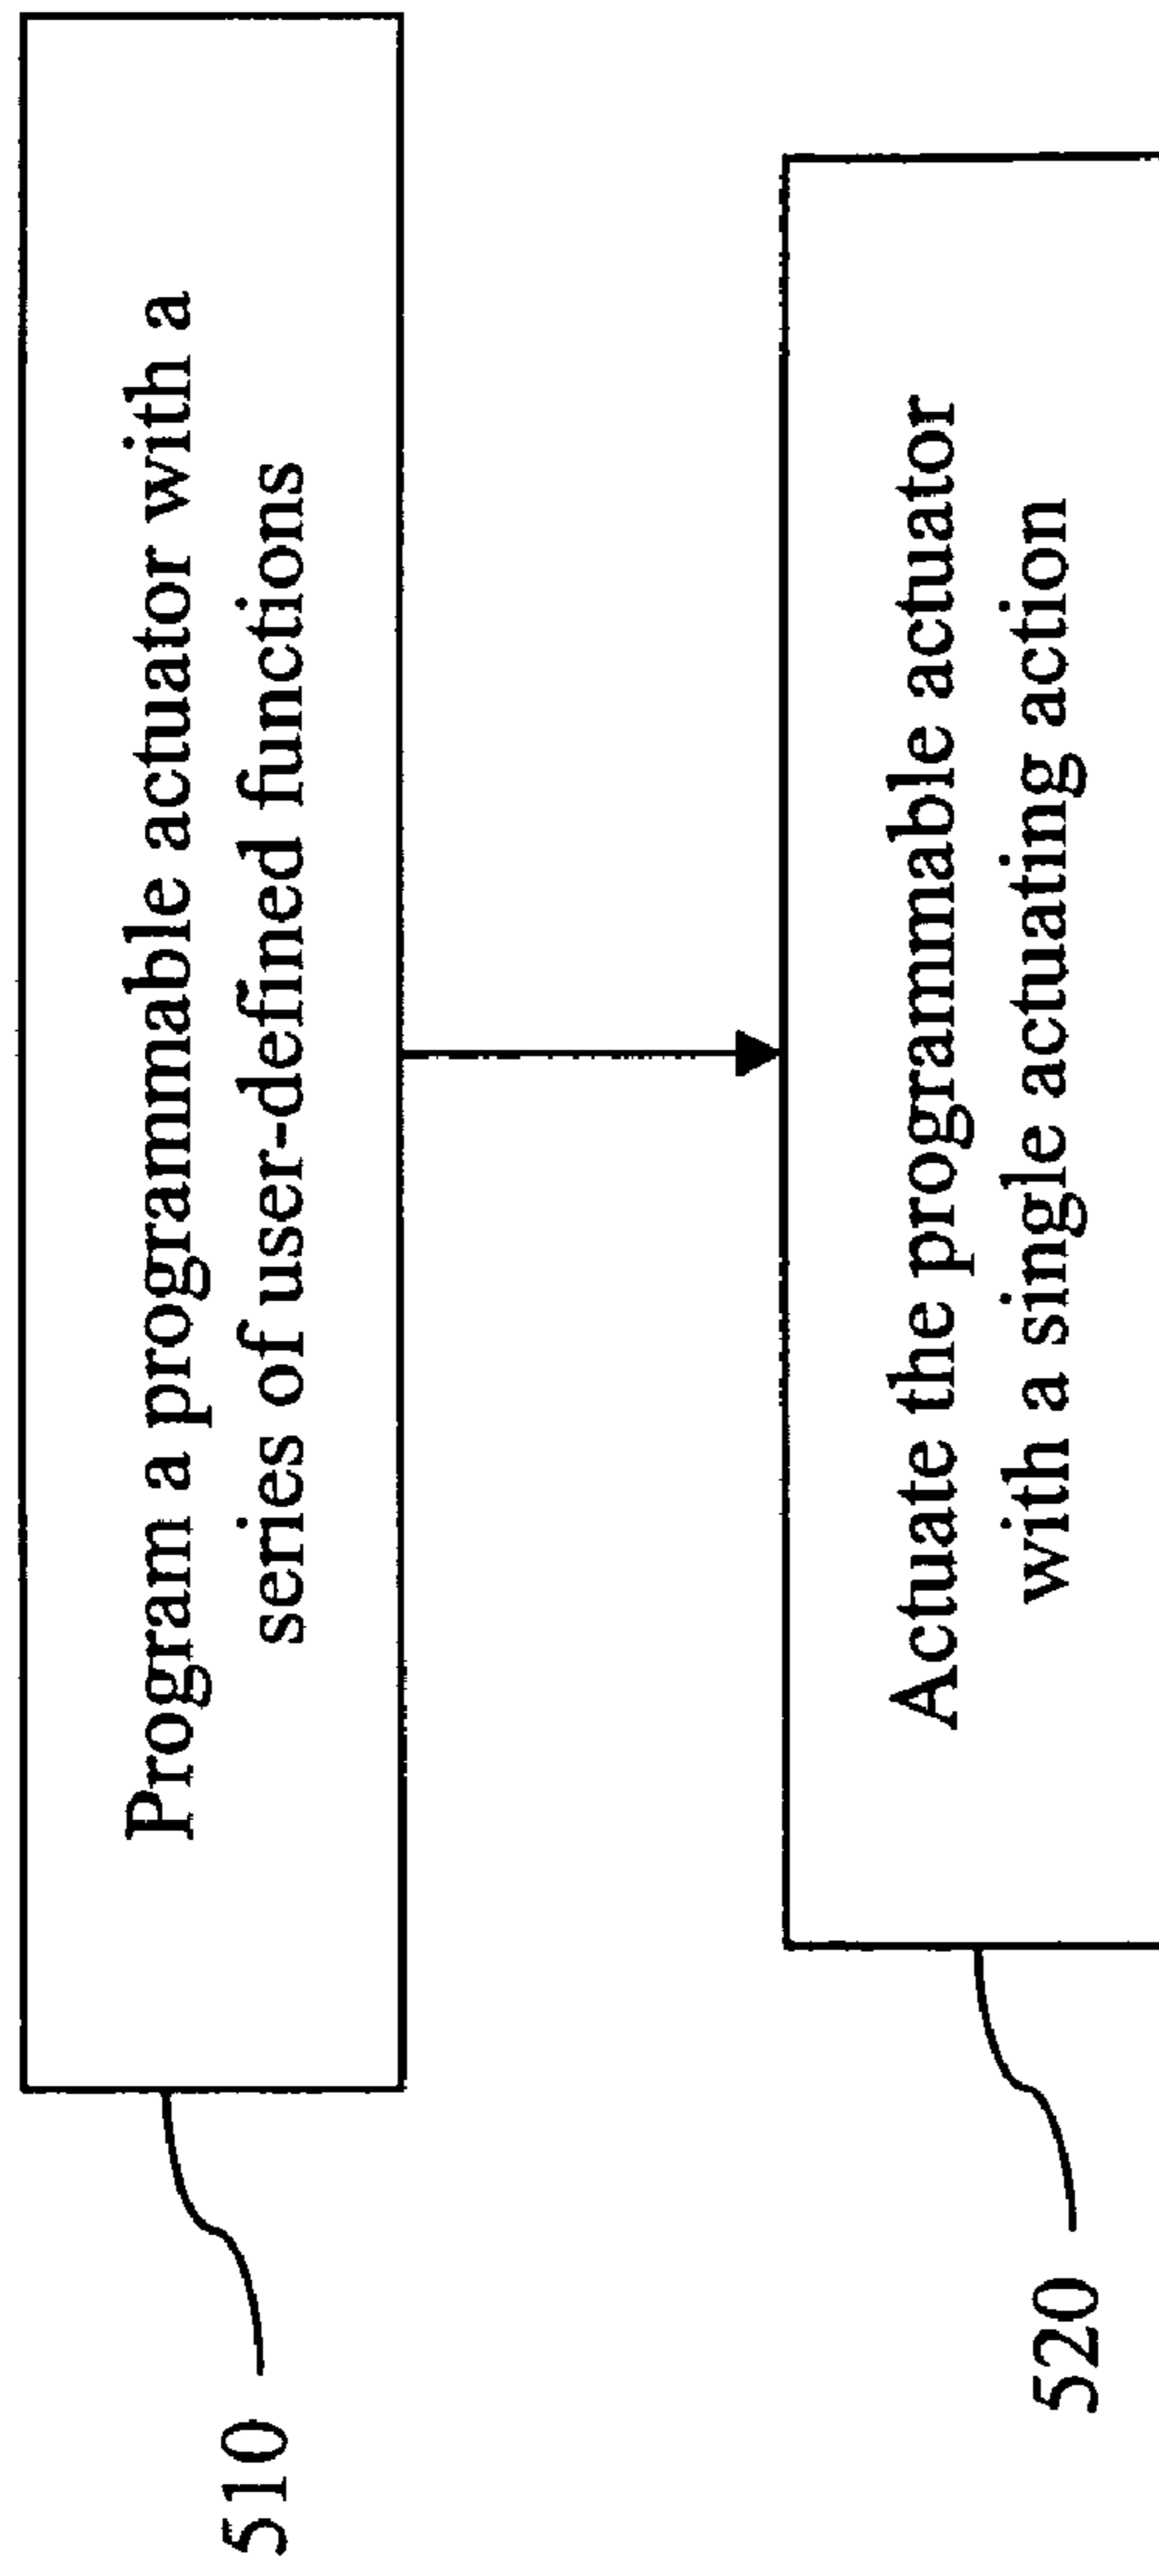 Program a programmable actuator with a
series of user-defined functions
510
Actuate the programmable actuator
with a single actuating action
520